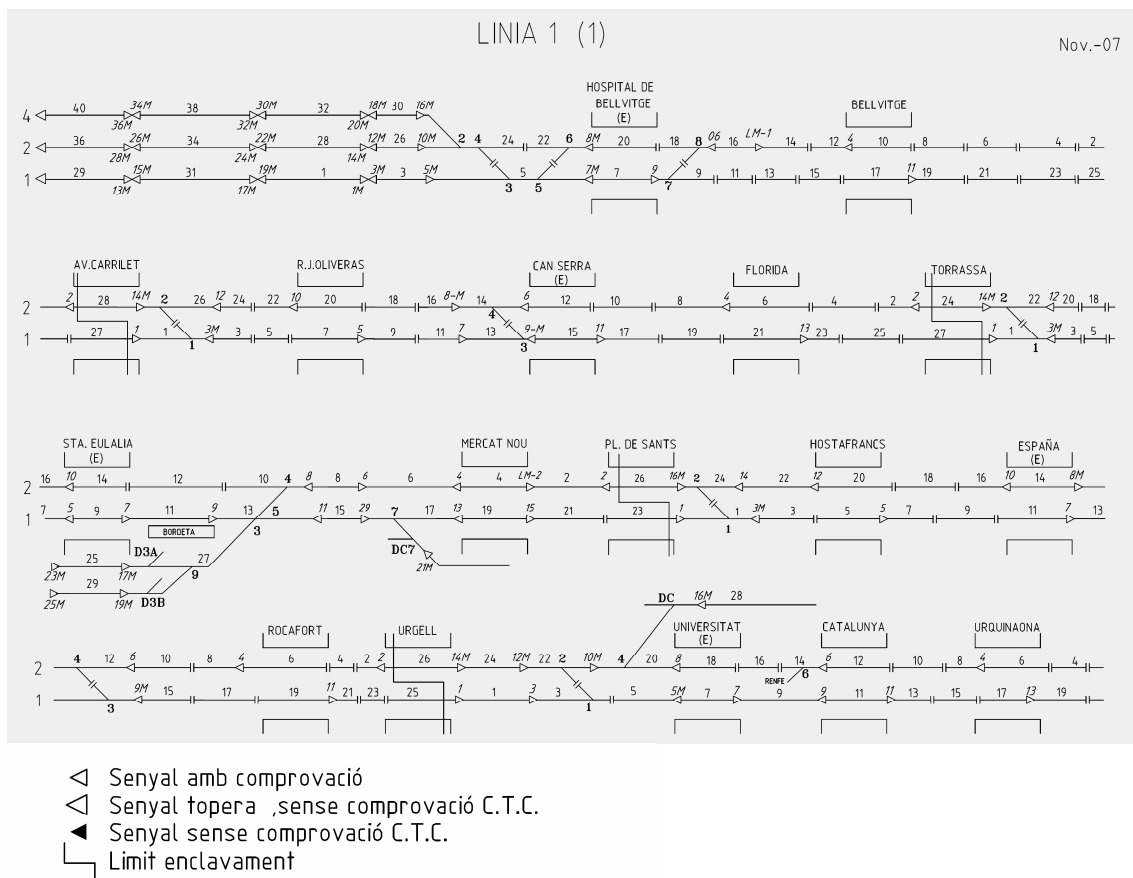 LINIA 1 (1)
Nov.-07
HOSPITAL DE
BELLVITGE
(E)
BELLVITGE
34M 30M 18M 16M
4 40 38 32 30
36M 32M 20M
26M 22M 12M 10M 2 4 6 8M 8 06 LM-1 4
2 36 34 28 26 24 22 20 18 16 14 12 10 8 6 4 2
28M 24M 14M
15M 19M 3M 5M 7M 9 11
1 29 31 1 3 5 7 9 11 13 15 17 19 21 23 25
13M 17M 1M 3 5 7
AV.CARRILET R.J.OLIVERAS CAN SERRA FLORIDA TORRASSA
(E)
2 14M 2 12 10 8-M 6 4 2 14M 2 12
2 28 26 24 22 20 18 16 14 12 10 8 6 4 2 24 22 20 18
4
1 3M 5 7 9-M 11 13 1 3M
1 27 1 3 5 7 9 11 13 15 17 19 21 23 25 27 1 3 5
1 3 1
STA. EULALIA MERCAT NOU PL. DE SANTS HOSTAFRANCS ESPAÑA
(E) (E)
10 4 8 6 4 LM-2 2 16M 2 14 12 10 8M
2 16 14 12 10 8 6 4 2 26 24 22 20 18 16 14
5 7 9 5 11 29 7 13 15 1 3M 5 7
1 7 9 11 13 15 17 19 21 23 1 3 5 7 9 11 13
BORDETA 3 1
D3A DC7
25 27
23M 17M 9 21M
29
25M 19M D3B
DC 16M 28
ROCAFORT URGELL UNIVERSITAT CATALUNYA URQUINAONA
(E)
4 6 4 2 14M 12M 2 10M 4 8 6 4
2 12 10 8 6 4 2 26 24 22 20 18 16 14 12 10 8 6 4
RENFE 6
9M 11 1 3 5M 7 9 11 13
1 15 17 19 21 23 25 1 3 5 7 9 11 13 15 17 19
3 1
Senyal amb comprovació
Senyal topera ,sense comprovació C.T.C.
Senyal sense comprovació C.T.C.
Limit enclavament